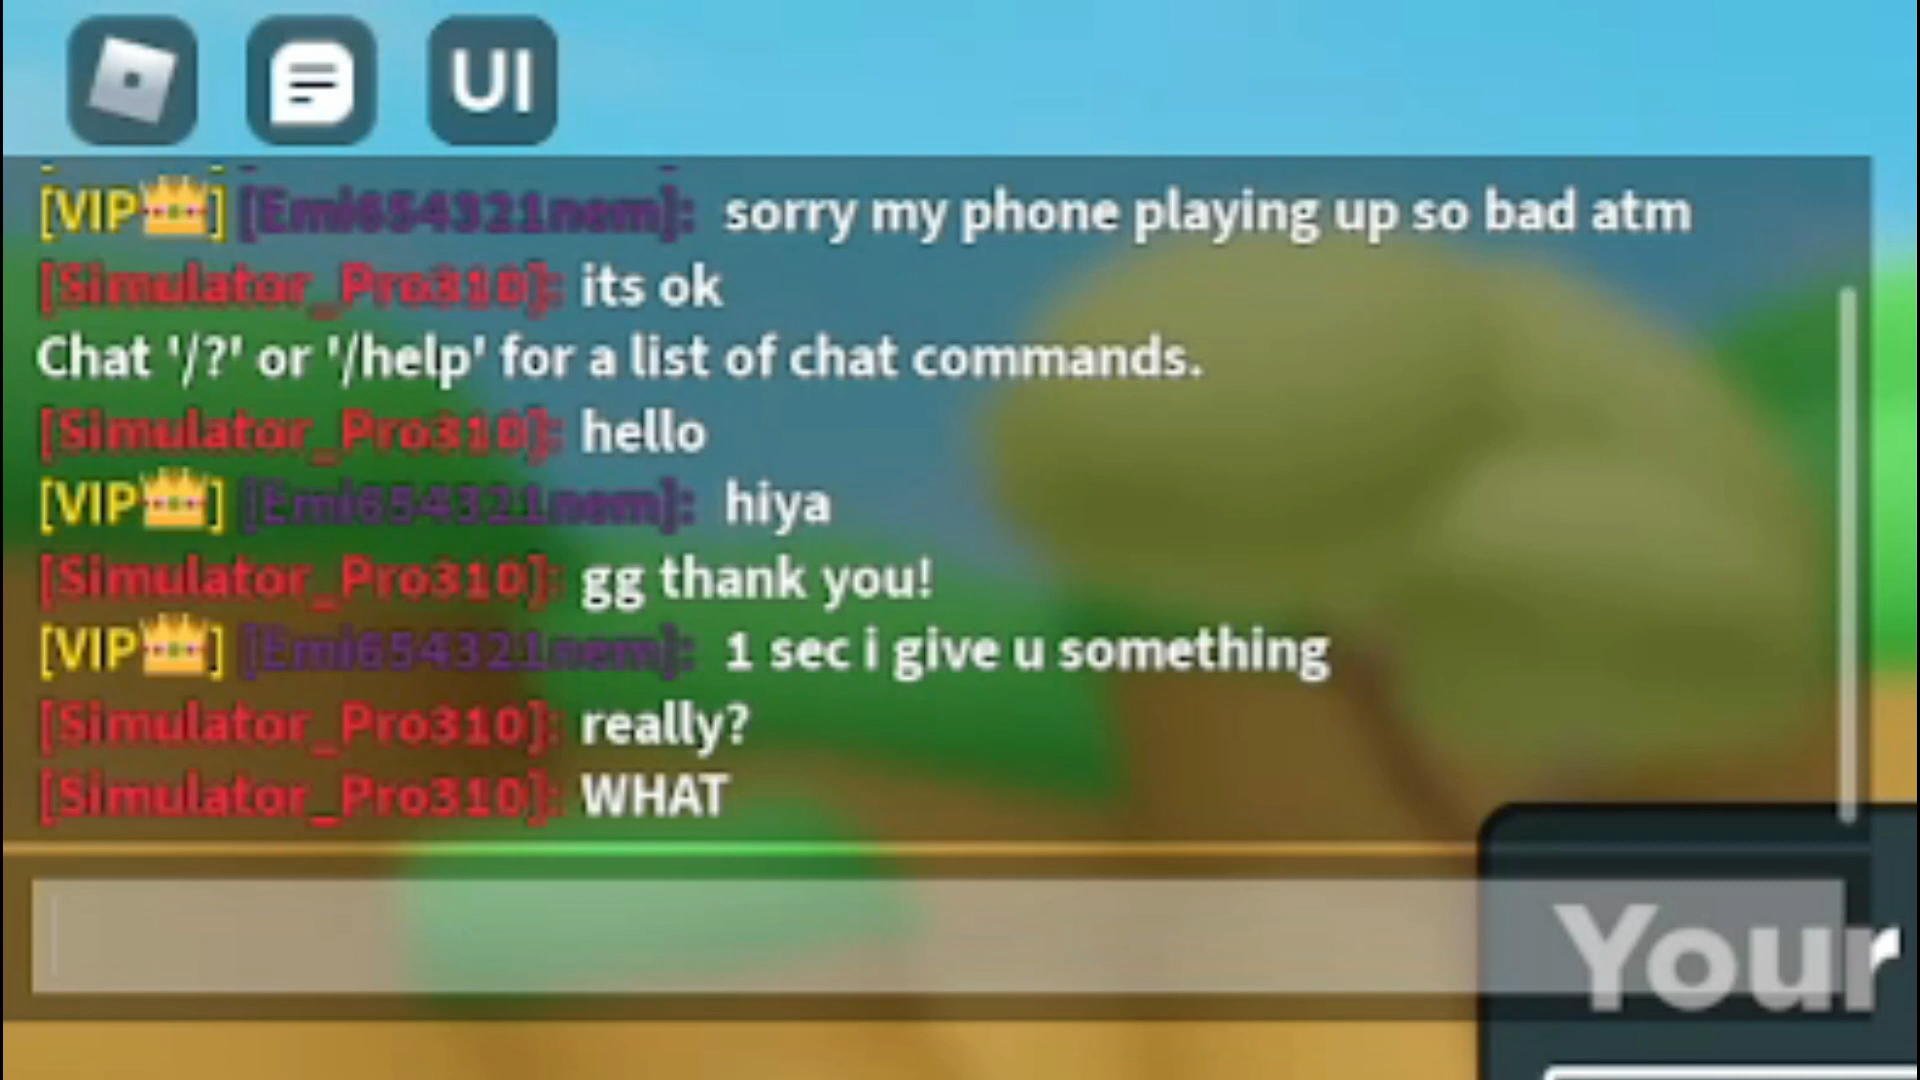 UI
[VIP👑] [Emi654321nem]: sorry my phone playing up so bad atm
[Simulator_Pro310]: its ok
Chat '/?' or '/help' for a list of chat commands.
[Simulator_Pro310]: hello
[VIP👑] [Emi654321nem]: hiya
[Simulator_Pro310]: gg thank you!
[VIP👑] [Emi654321nem]: 1 sec i give u something
[Simulator_Pro310]: really?
[Simulator_Pro310]: WHAT
Your